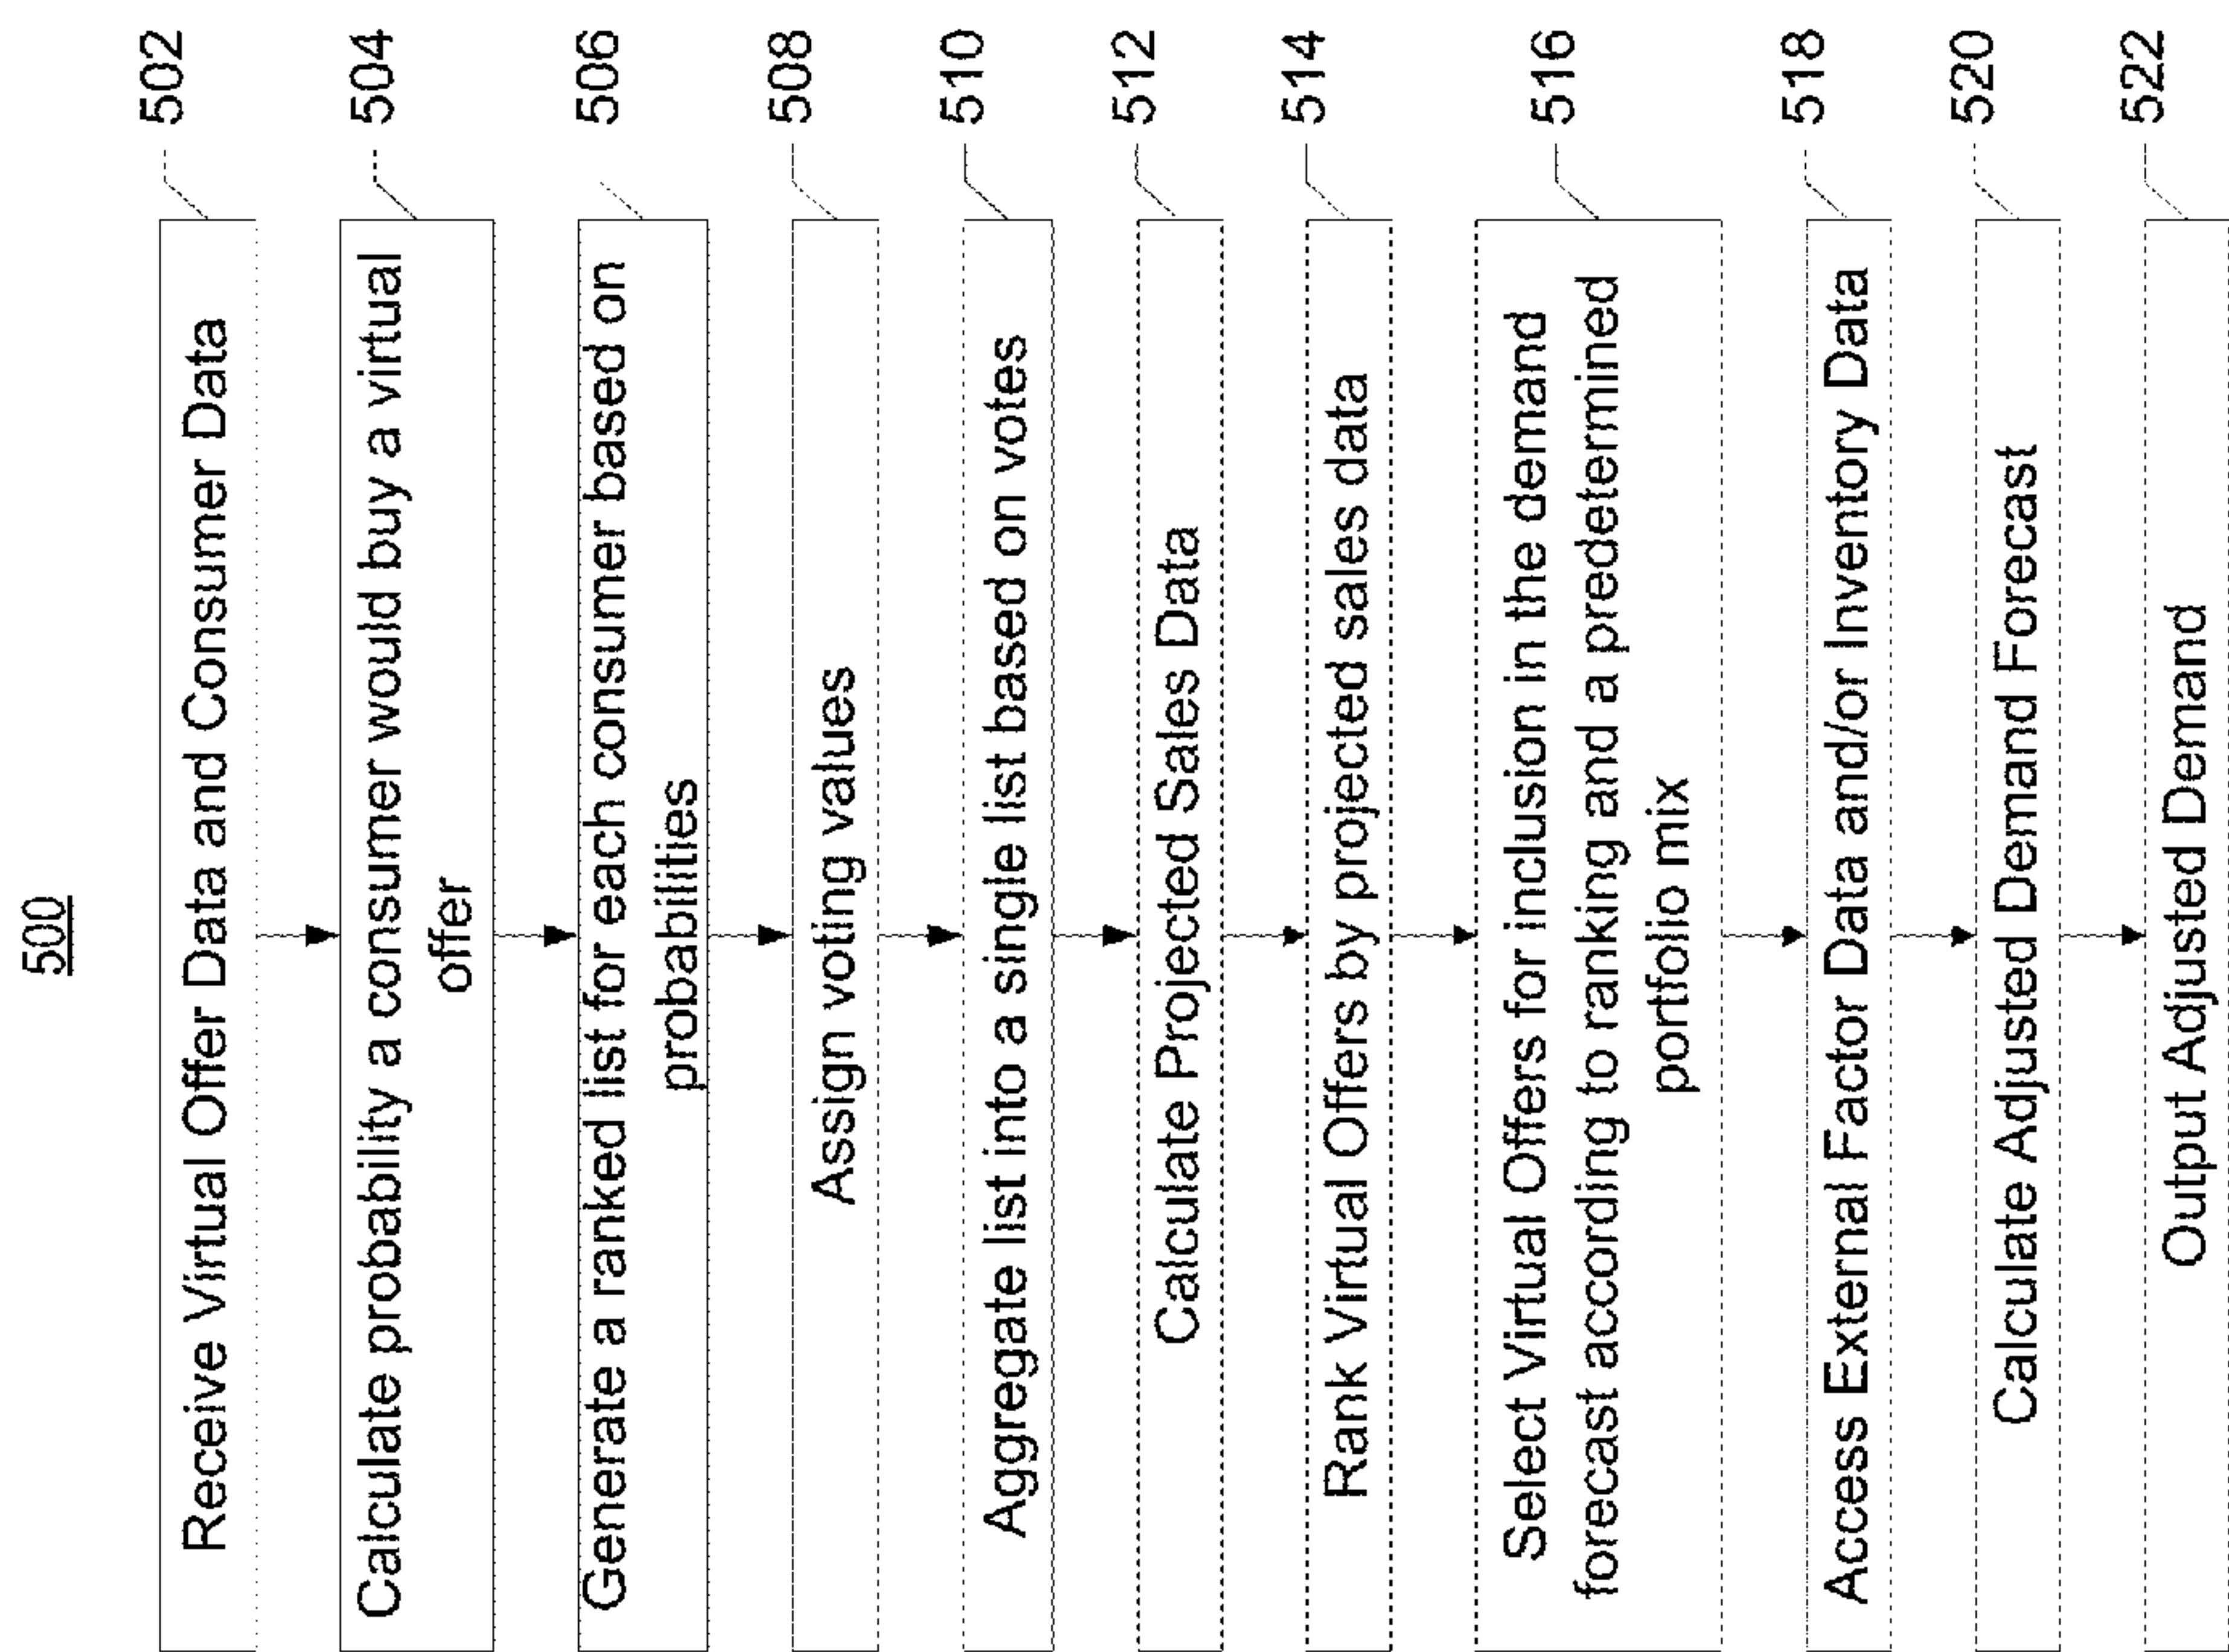 500
Receive Virtual Offer Data and Consumer Data
502
Calculate probability a consumer would buy a virtual
offer
504
Generate a ranked list for each consumer based on
probabilities
506
Assign voting values
508
Aggregate list into a single list based on votes
510
Calculate Projected Sales Data
512
Rank Virtual Offers by projected sales data
514
Select Virtual Offers for inclusion in the demand
forecast according to ranking and a predetermined
portfolio mix
516
Access External Factor Data and/or Inventory Data
518
Calculate Adjusted Demand Forecast
520
Output Adjusted Demand
522